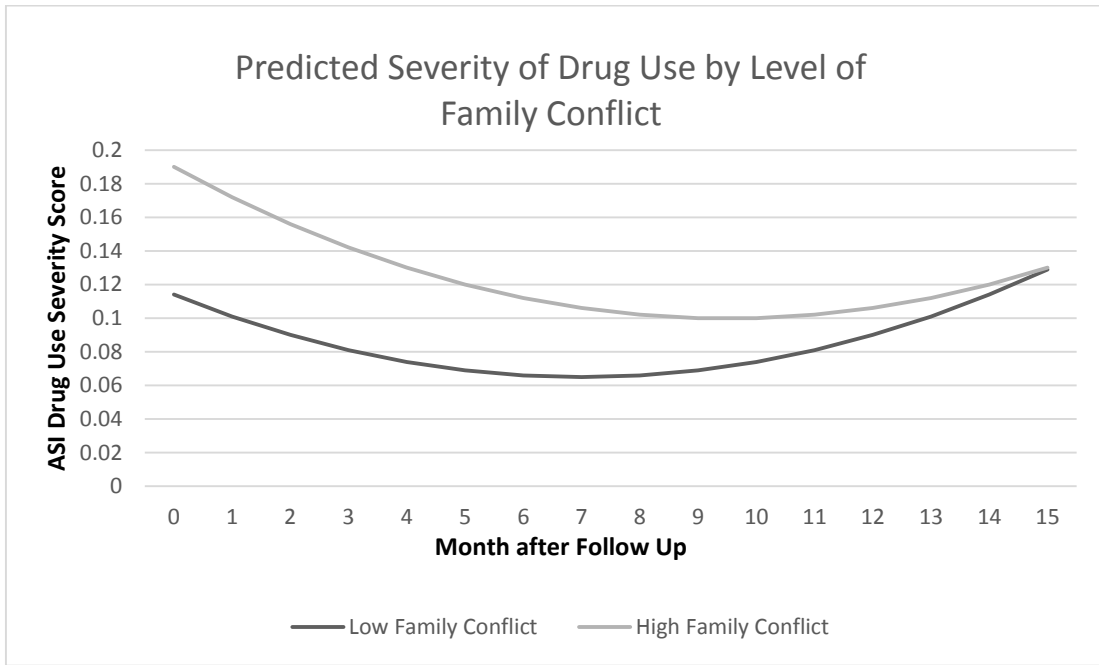 Predicted Severity of Drug Use by Level of
Family Conflict
ASI Drug Use Severity Score
0.2
0.18
0.16
0.14
0.12
0.1
0.08
0.06
0.04
0.02
0
0 1 2 3 4 5 6 7 8 9 10 11 12 13 14 15
Month after Follow Up
Low Family Conflict High Family Conflict